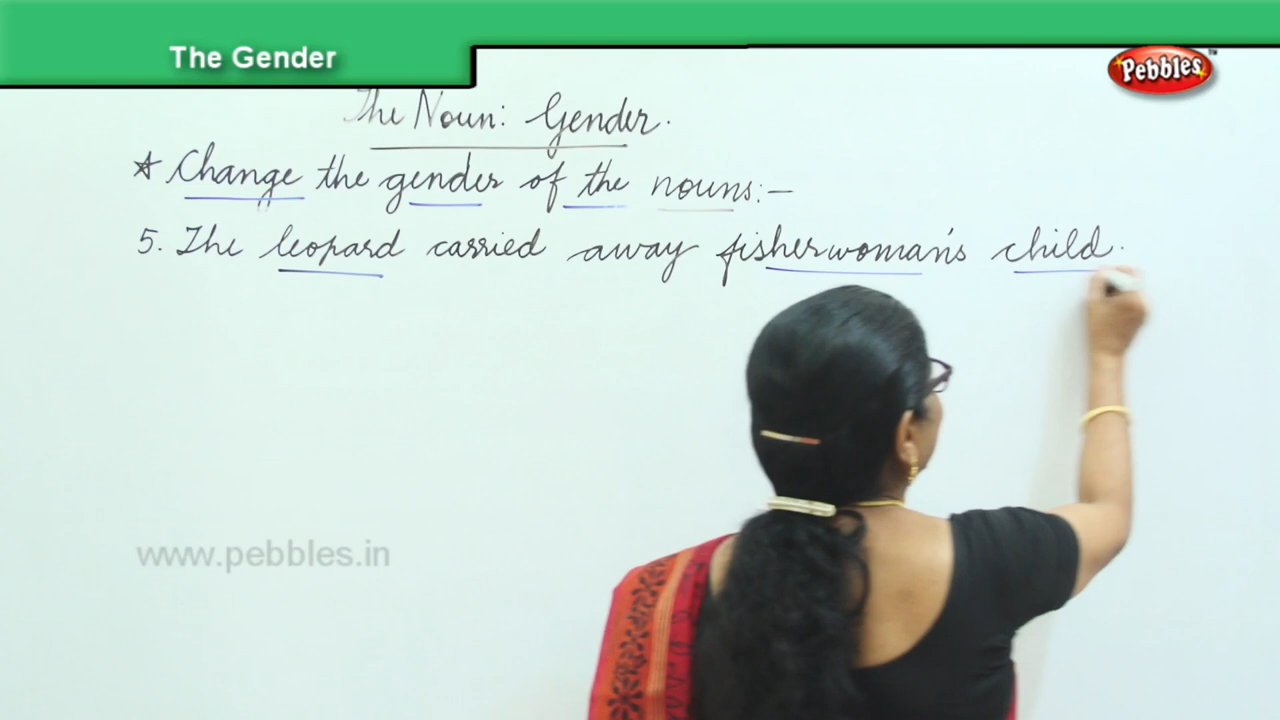 The Gender
Pebbles™
The Noun: Gender.
☆ Change the gender of the nouns:—
5. The leopard carried away fisherwoman's child.
www.pebbles.in